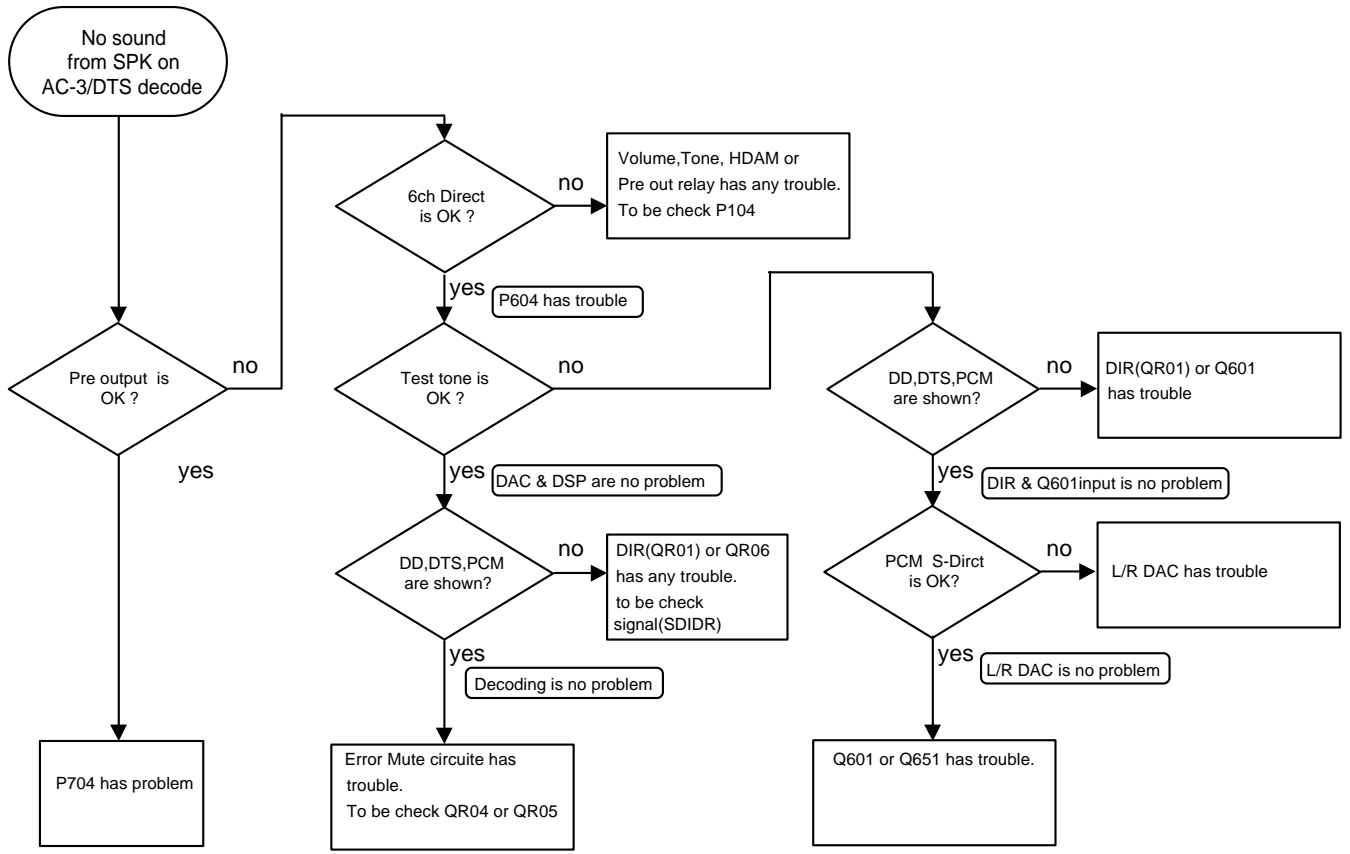 No sound
from SPK on
AC-3/DTS decode
Pre output is
OK ?
no
yes
P704 has problem
6ch Direct
is OK ?
no
Volume,Tone, HDAM or
Pre out relay has any trouble.
To be check P104
yes
P604 has trouble
Test tone is
OK ?
no
yes
DAC & DSP are no problem
DD,DTS,PCM
are shown?
no
DIR(QR01) or QR06
has any trouble.
to be check
signal(SDIDR)
yes
Decoding is no problem
Error Mute circuite has
trouble.
To be check QR04 or QR05
DD,DTS,PCM
are shown?
no
DIR(QR01) or Q601
has trouble
yes
DIR & Q601input is no problem
PCM S-Dirct
is OK?
no
L/R DAC has trouble
yes
L/R DAC is no problem
Q601 or Q651 has trouble.